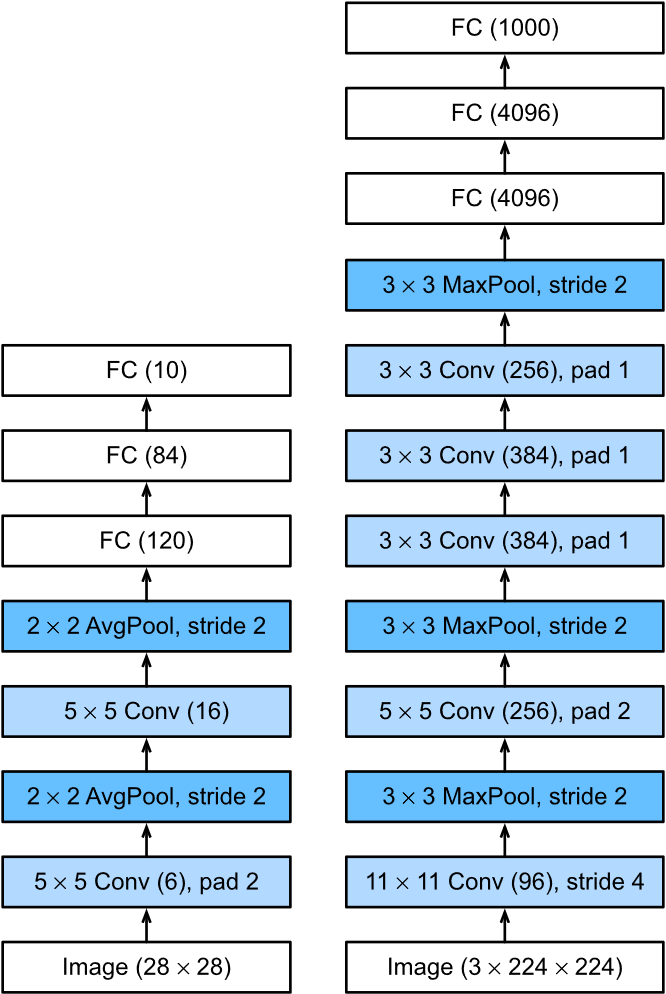 FC (10)
FC (84)
FC (120)
2 × 2 AvgPool, stride 2
5 × 5 Conv (16)
2 × 2 AvgPool, stride 2
5 × 5 Conv (6), pad 2
Image (28 × 28)
FC (1000)
FC (4096)
FC (4096)
3 × 3 MaxPool, stride 2
3 × 3 Conv (256), pad 1
3 × 3 Conv (384), pad 1
3 × 3 Conv (384), pad 1
3 × 3 MaxPool, stride 2
5 × 5 Conv (256), pad 2
3 × 3 MaxPool, stride 2
11 × 11 Conv (96), stride 4
Image (3 × 224 × 224)